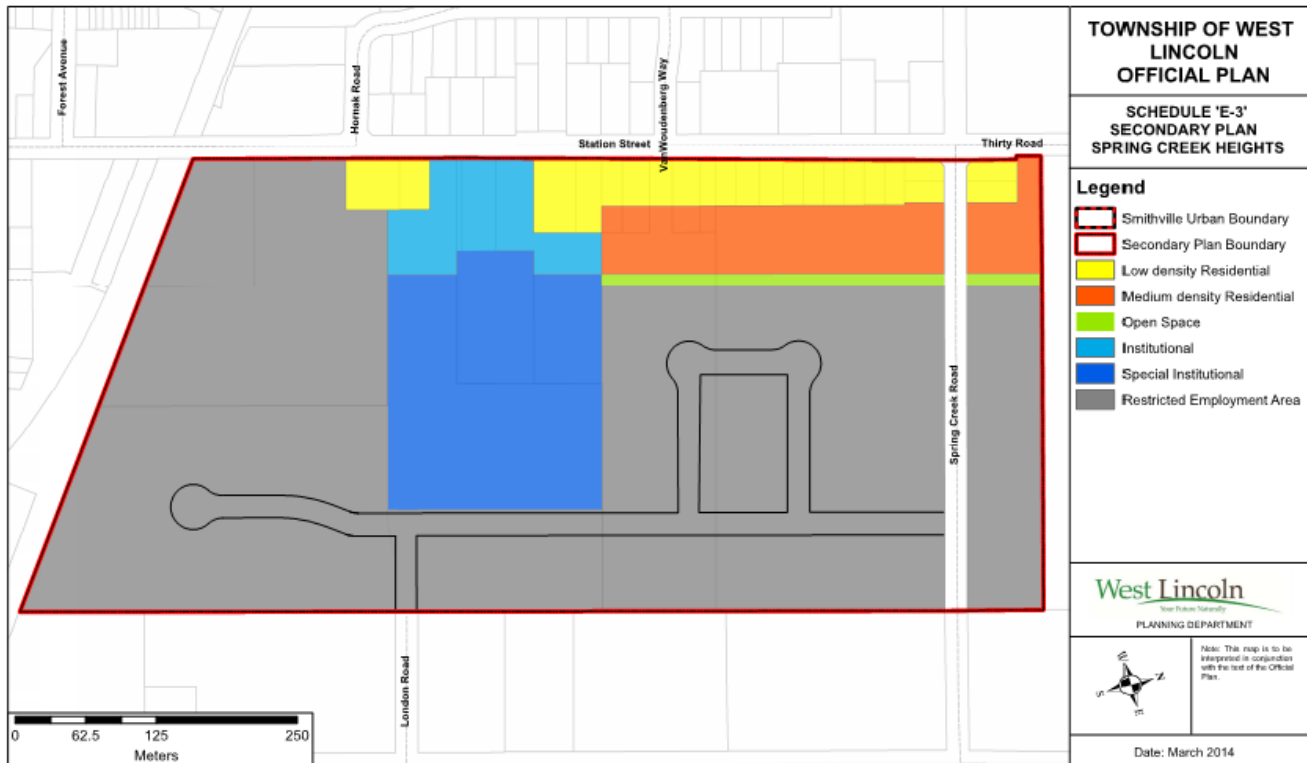 TOWNSHIP OF WEST
LINCOLN
OFFICIAL PLAN
SCHEDULE 'E-3'
SECONDARY PLAN
SPRING CREEK HEIGHTS
Legend
Smithville Urban Boundary
Secondary Plan Boundary
Low density Residential
Medium density Residential
Open Space
Institutional
Special Institutional
Restricted Employment Area
Forest Avenue
Hornak Road
VanWoudenberg Way
Station Street
Thirty Road
Spring Creek Road
London Road
0 62.5 125 250
Meters
West Lincoln
Your Future Naturally
PLANNING DEPARTMENT
W
N
S
E
Note: This map is to be
interpreted in conjunction
with the text of the Official
Plan.
Date: March 2014